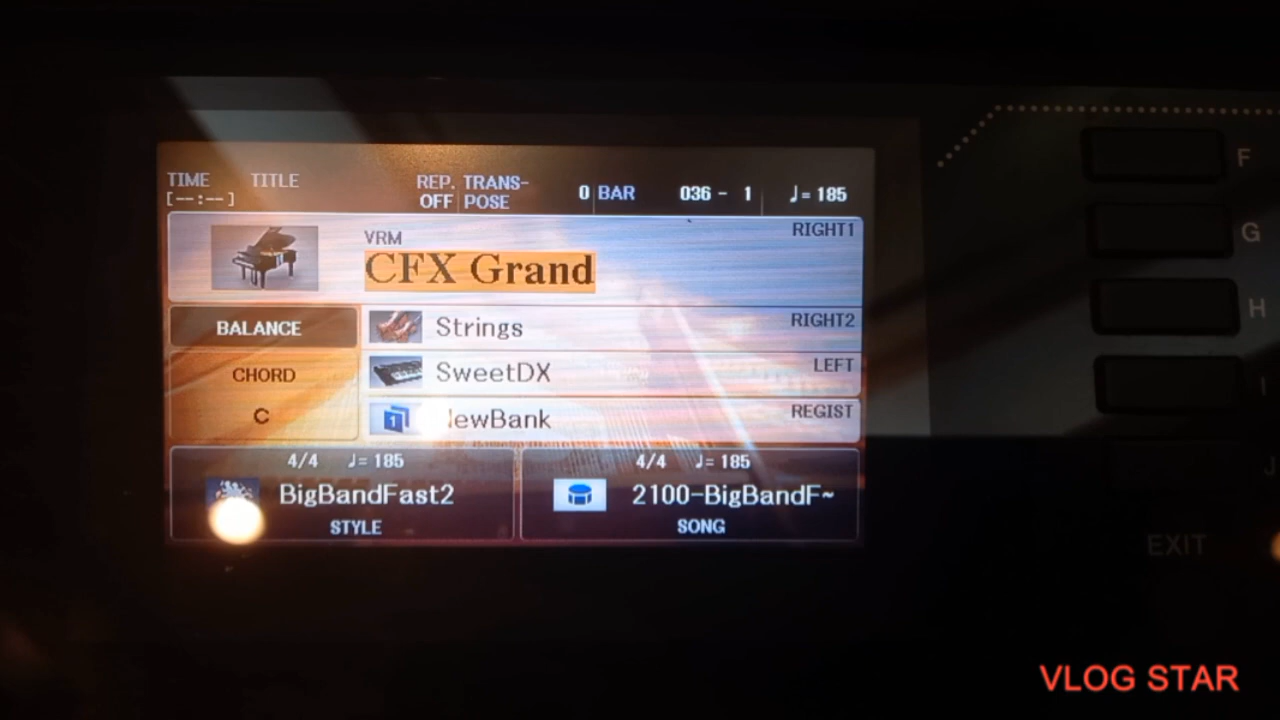 TIME TITLE REP. TRANS- 0 BAR 036 - 1 ♩= 185
[--:--] OFF POSE
VRM RIGHT1
CFX Grand
BALANCE Strings RIGHT2
CHORD SweetDX LEFT
C NewBank REGIST
4/4 ♩= 185 4/4 ♩= 185
BigBandFast2 2100-BigBandF~
STYLE SONG
F
G
H
I
J
EXIT
VLOG STAR